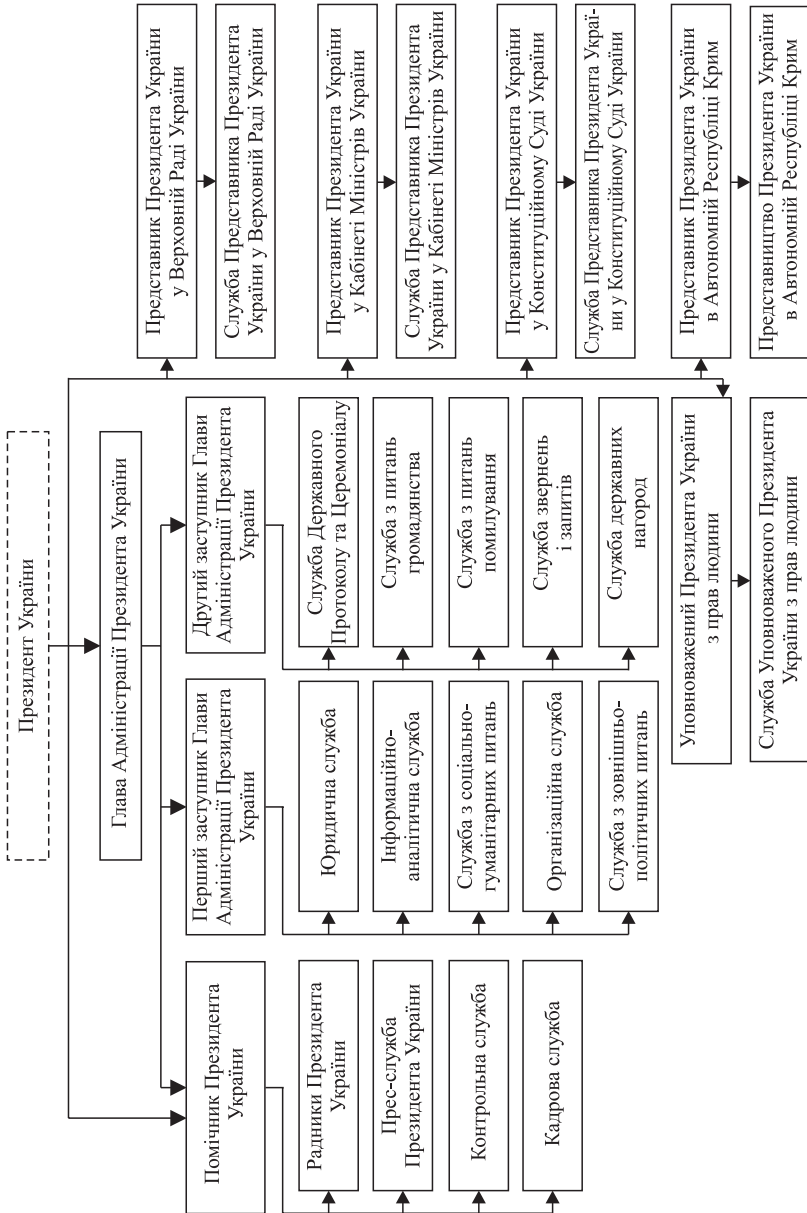 Президент України
Глава Адміністрації Президента України
Помічник Президента
України
Перший заступник Глави
Адміністрації Президента
України
Другий заступник Глави
Адміністрації Президента
України
Радники Президента
України
Прес-служба
Президента України
Контрольна служба
Кадрова служба
Юридична служба
Інформаційно-
аналітична служба
Служба з соціально-
гуманітарних питань
Організаційна служба
Служба з зовнішньо-
політичних питань
Служба Державного
Протоколу та Церемоніалу
Служба з питань
громадянства
Служба з питань
помилування
Служба звернень
і запитів
Служба державних
нагород
Уповноважений Президента України
з прав людини
Служба Уповноваженого Президента
України з прав людини
Представник Президента України
у Верховній Раді України
Служба Представника Президента
України у Верховній Раді України
Представник Президента України
у Кабінеті Міністрів України
Служба Представника Президента
України у Кабінеті Міністрів України
Представник Президента України
у Конституційному Суді України
Служба Представника Президента Украї-
ни у Конституційному Суді України
Представник Президента України
в Автономній Республіці Крим
Представництво Президента України
в Автономній Республіці Крим